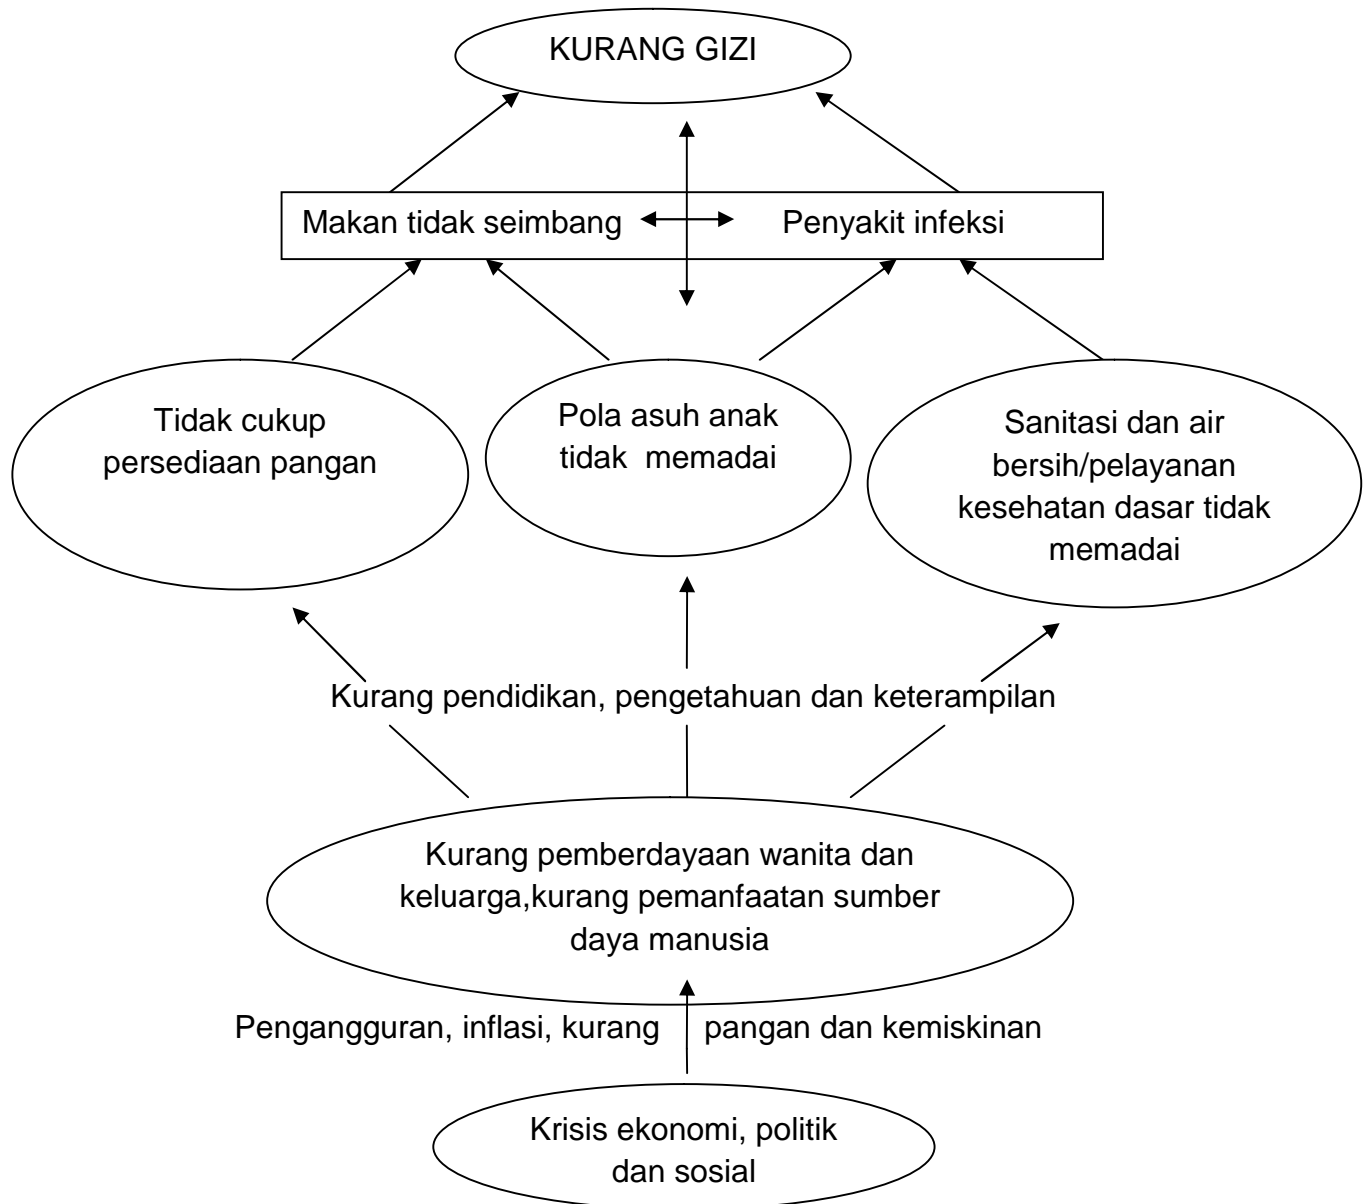 KURANG GIZI
Makan tidak seimbang
Penyakit infeksi
Tidak cukup
persediaan pangan
Pola asuh anak
tidak memadai
Sanitasi dan air
bersih/pelayanan
kesehatan dasar tidak
memadai
Kurang pendidikan, pengetahuan dan keterampilan
Kurang pemberdayaan wanita dan
keluarga,kurang pemanfaatan sumber
daya manusia
Pengangguran, inflasi, kurang pangan dan kemiskinan
Krisis ekonomi, politik
dan sosial